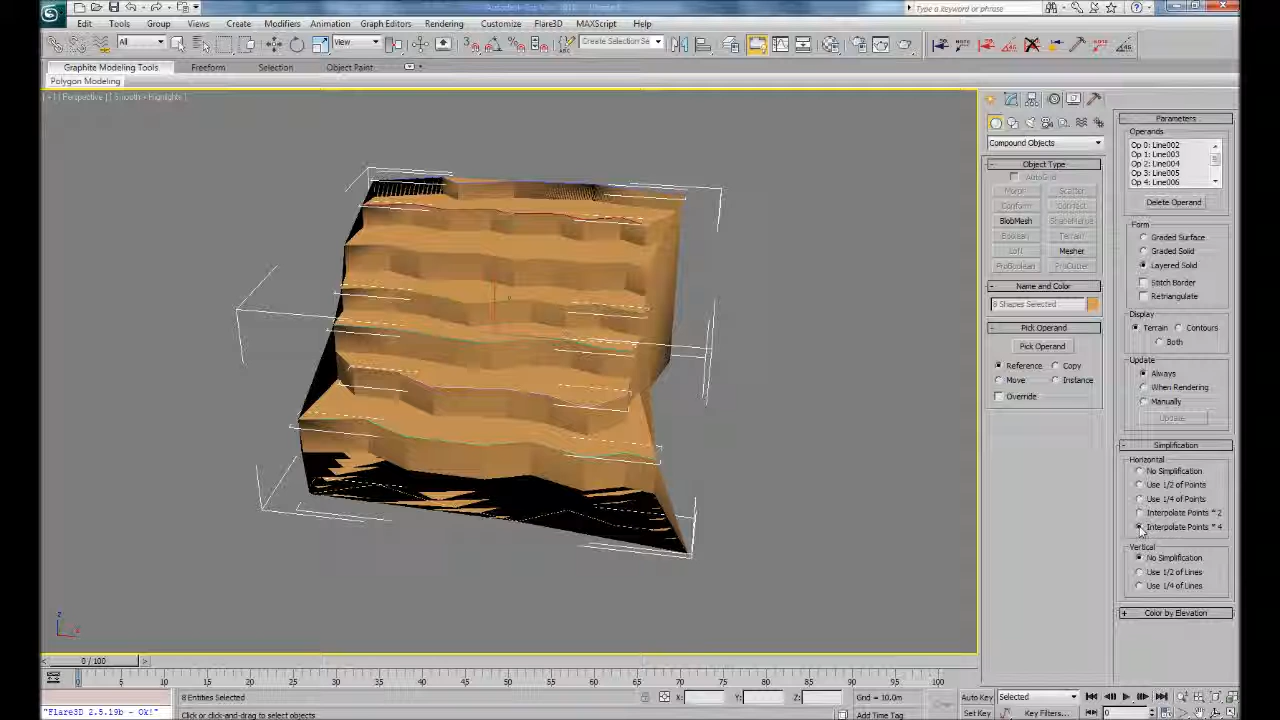 Type a keyword or phrase
Edit Tools Group Views Create Modifiers Animation Graph Editors Rendering Customize Flare3D MAXScript Help
All View Create Selection Se
Graphite Modeling Tools Freeform Selection Object Paint
Polygon Modeling
[ + ] [ Perspective ] [ Smooth + Highlights ]
Compound Objects
Object Type
AutoGrid
Morph Scatter
Conform Connect
BlobMesh ShapeMerge
Boolean Terrain
Loft Mesher
ProBoolean ProCutter
Name and Color
8 Shapes Selected
Pick Operand
Pick Operand
Reference Copy
Move Instance
Override
Parameters
Operands
Op 0: Line002
Op 1: Line003
Op 2: Line004
Op 3: Line005
Op 4: Line006
Delete Operand
Form
Graded Surface
Graded Solid
Layered Solid
Stitch Border
Retriangulate
Display
Terrain Contours
Both
Update
Always
When Rendering
Manually
Update
Simplification
Horizontal
No Simplification
Use 1/2 of Points
Use 1/4 of Points
Interpolate Points * 2
Interpolate Points * 4
Vertical
No Simplification
Use 1/2 of Lines
Use 1/4 of Lines
Color by Elevation
z
x
0 / 100
0 5 10 15 20 25 30 35 40 45 50 55 60 65 70 75 80 85 90 95 100
8 Entities Selected X: Y: Z: Grid = 10.0m Auto Key Selected
"Flare3D 2.5.19b - Ok!" Click or click-and-drag to select objects Add Time Tag Set Key Key Filters... 0